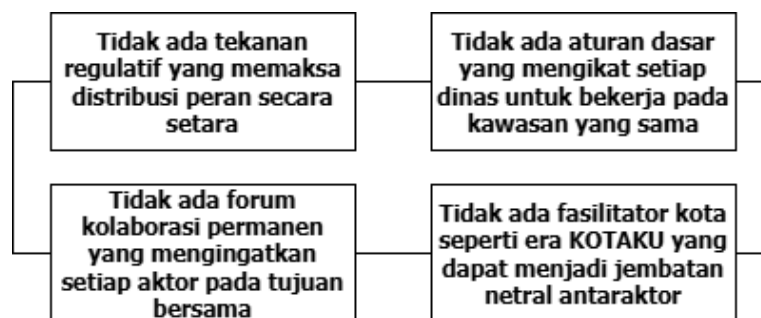 Tidak ada tekanan
regulatif yang memaksa
distribusi peran secara
setara
Tidak ada aturan dasar
yang mengikat setiap
dinas untuk bekerja pada
kawasan yang sama
Tidak ada forum
kolaborasi permanen
yang mengingatkan
setiap aktor pada tujuan
bersama
Tidak ada fasilitator kota
seperti era KOTAKU yang
dapat menjadi jembatan
netral antaraktor